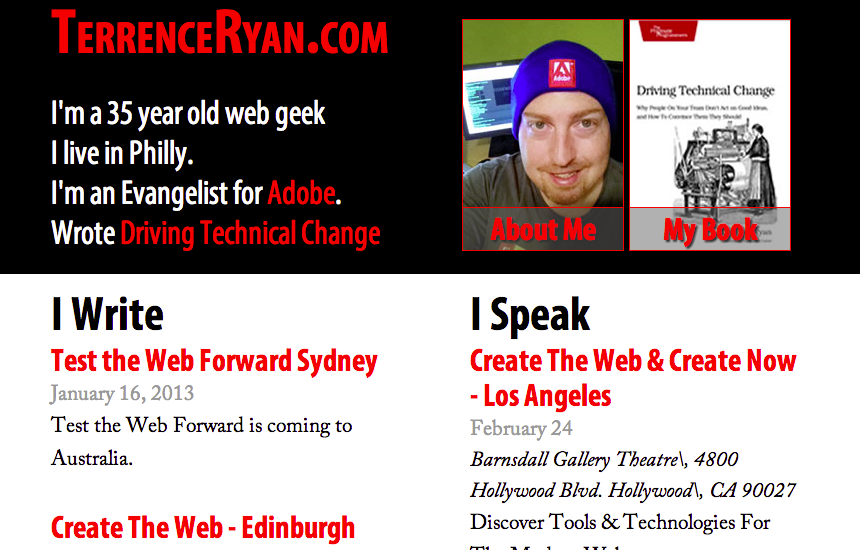 TerrenceRyan.com
I'm a 35 year old web geek
I live in Philly.
I'm an Evangelist for Adobe.
Wrote Driving Technical Change
Adobe
About Me
Driving Technical Change
Why People On Your Team Don't Act on Good Ideas,
and How To Convince Them They Should
My Book
I Write
Test the Web Forward Sydney
January 16, 2013
Test the Web Forward is coming to
Australia.
Create The Web - Edinburgh
I Speak
Create The Web & Create Now
- Los Angeles
February 24
Barnsdall Gallery Theatre\, 4800
Hollywood Blvd. Hollywood\, CA 90027
Discover Tools & Technologies For